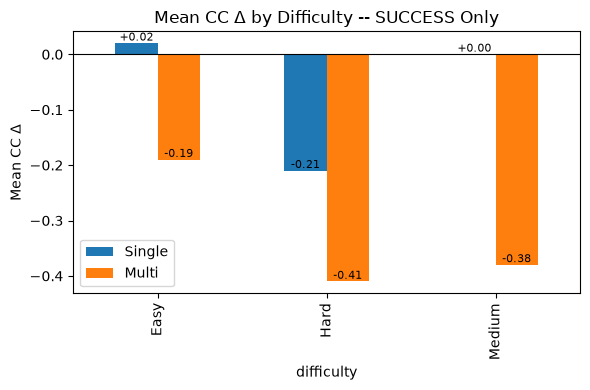 Mean CC Δ by Difficulty -- SUCCESS Only
Mean CC Δ
0.0
−0.1
−0.2
−0.3
−0.4
+0.02
-0.19
-0.21
-0.41
+0.00
-0.38
Single
Multi
Easy
Hard
Medium
difficulty